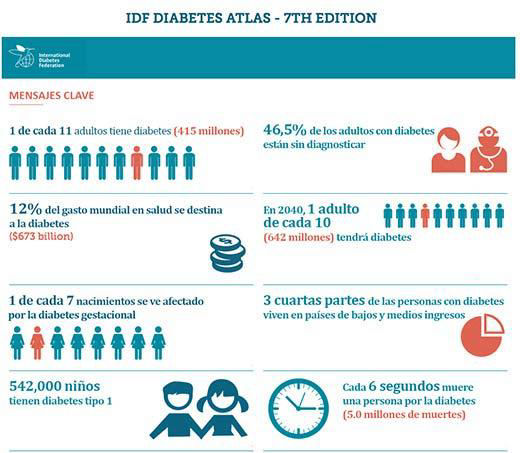 IDF DIABETES ATLAS - 7TH EDITION
International
Diabetes
Federation
MENSAJES CLAVE
1 de cada 11 adultos tiene diabetes (415 millones)
46,5% de los adultos con diabetes
están sin diagnosticar
12% del gasto mundial en salud se destina
a la diabetes
($673 billion)
En 2040, 1 adulto
de cada 10
(642 millones) tendrá diabetes
1 de cada 7 nacimientos se ve afectado
por la diabetes gestacional
3 cuartas partes de las personas con diabetes
viven en países de bajos y medios ingresos
542,000 niños
tienen diabetes tipo 1
Cada 6 segundos muere
una persona por la diabetes
(5.0 millones de muertes)